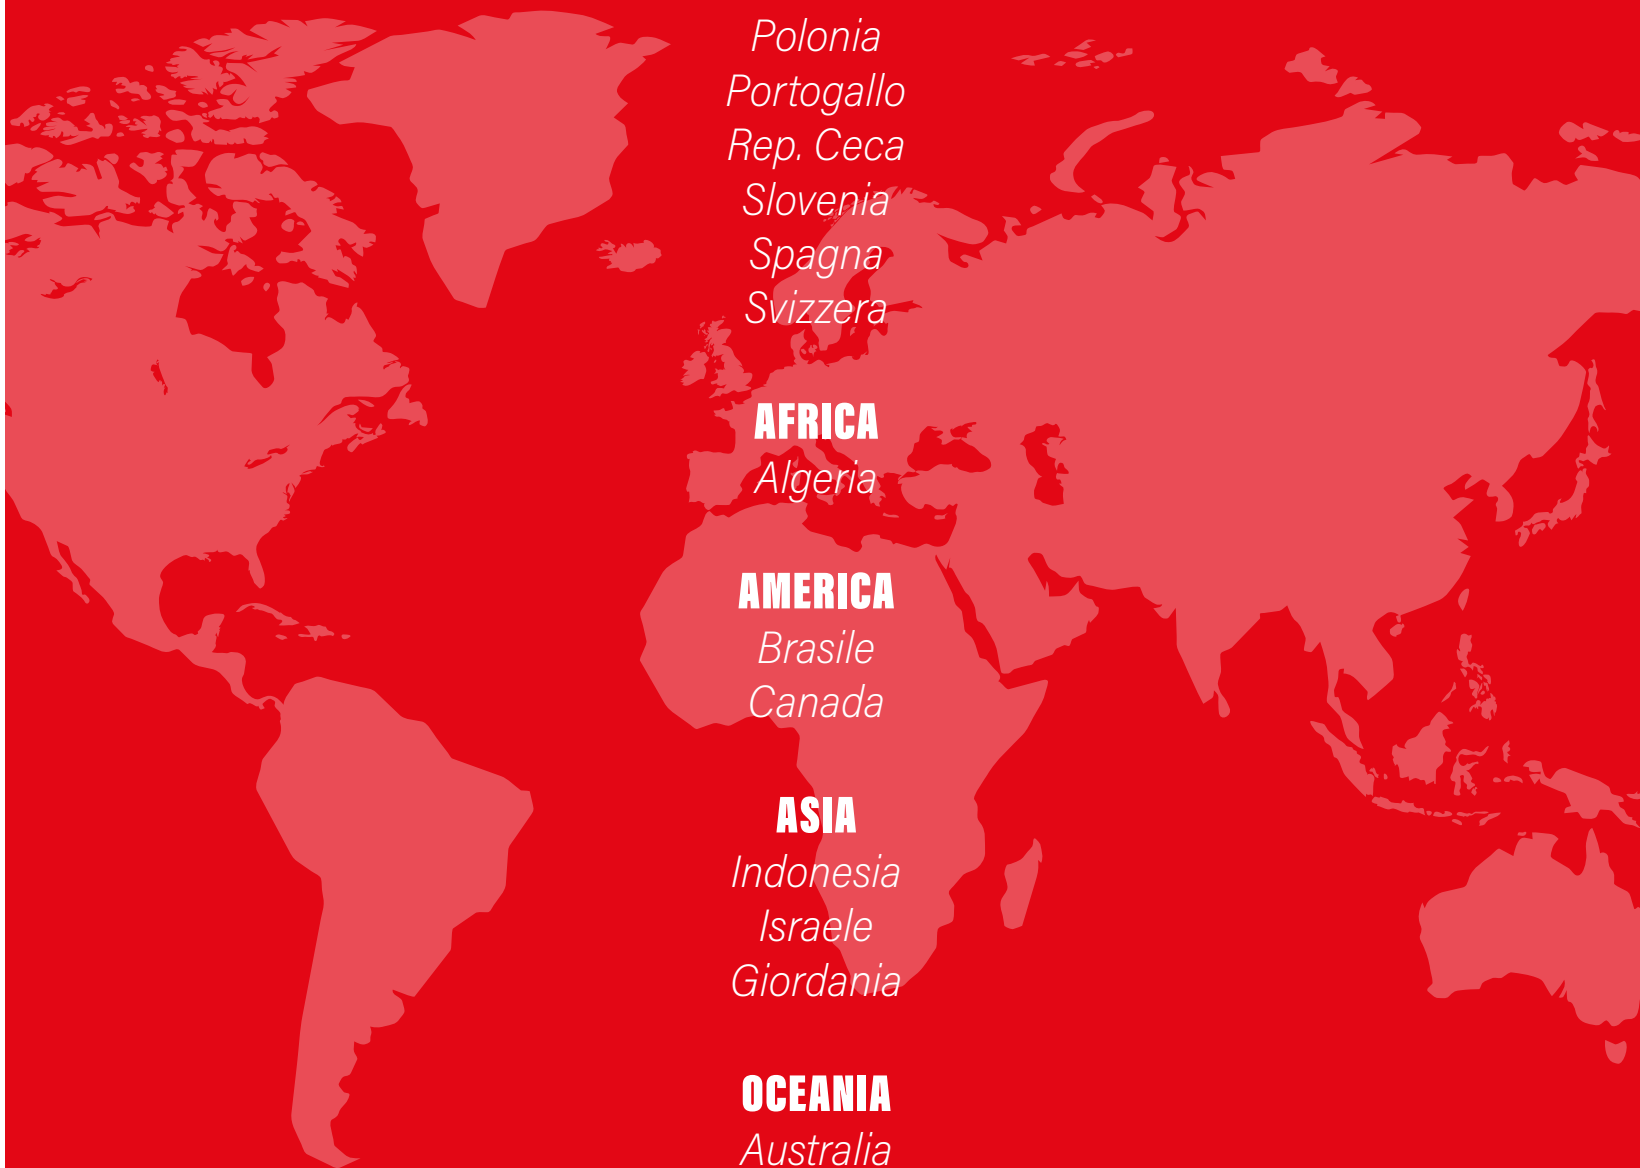 Polonia
Portogallo
Rep. Ceca
Slovenia
Spagna
Svizzera
AFRICA
Algeria
AMERICA
Brasile
Canada
ASIA
Indonesia
Israele
Giordania
OCEANIA
Australia